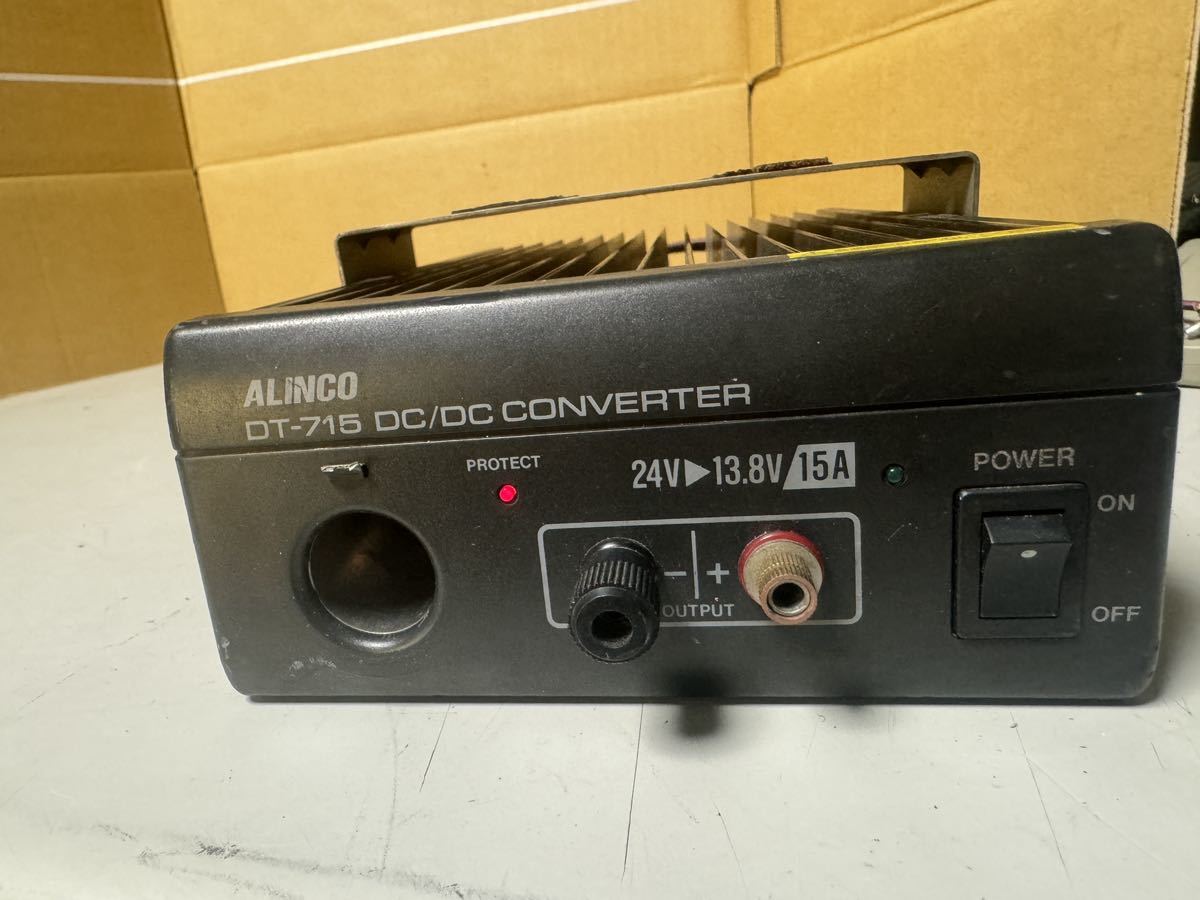 ALINCO
DT-715 DC/DC CONVERTER
PROTECT
24V▶13.8V/15A
POWER
ON
OFF
− +
OUTPUT